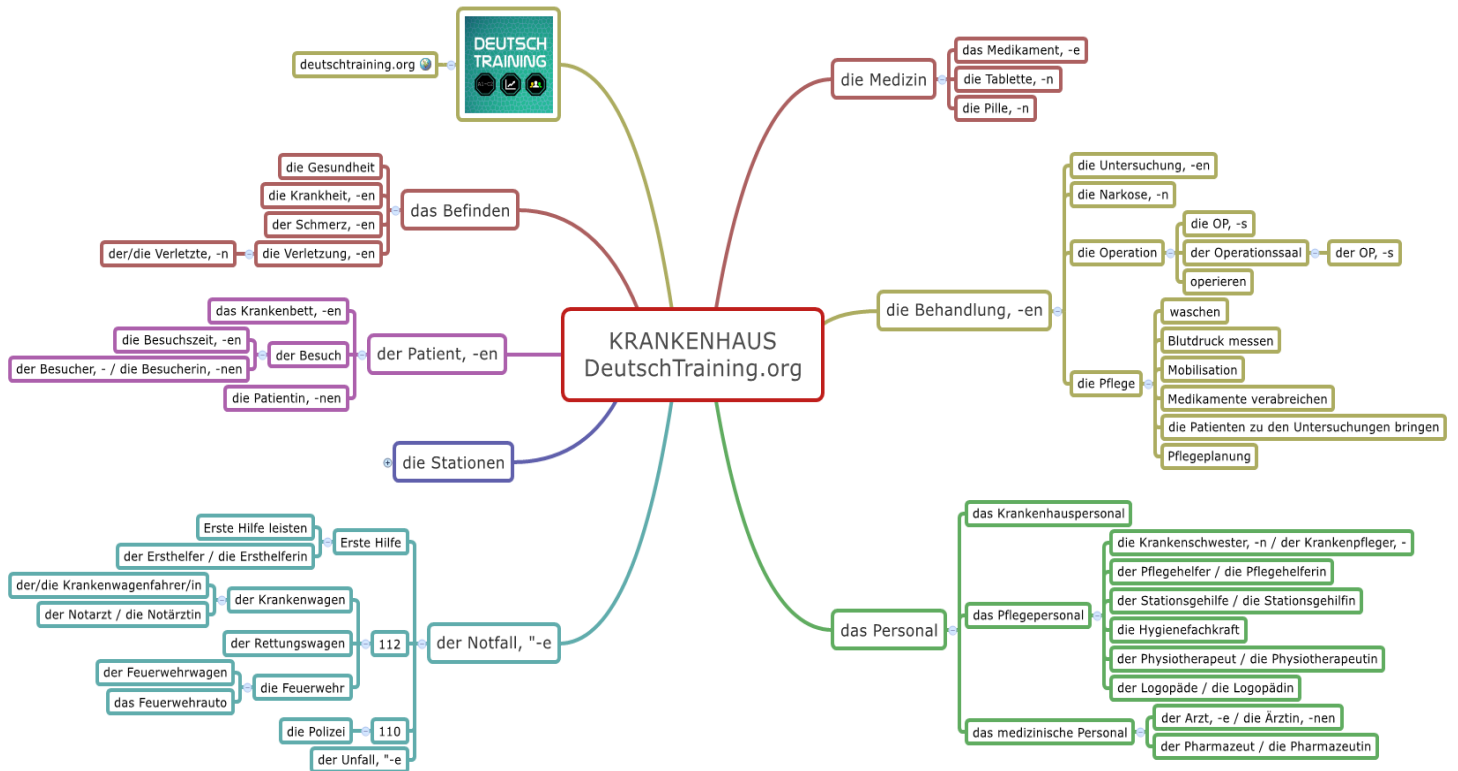 KRANKENHAUS
DeutschTraining.org
DEUTSCH
TRAINING
deutschtraining.org
das Befinden
die Gesundheit
die Krankheit, -en
der Schmerz, -en
die Verletzung, -en
der/die Verletzte, -n
der Patient, -en
das Krankenbett, -en
der Besuch
die Besuchszeit, -en
der Besucher, - / die Besucherin, -nen
die Patientin, -nen
die Stationen
der Notfall, "-e
Erste Hilfe
Erste Hilfe leisten
der Ersthelfer / die Ersthelferin
112
der Krankenwagen
der/die Krankenwagenfahrer/in
der Notarzt / die Notärztin
der Rettungswagen
die Feuerwehr
der Feuerwehrwagen
das Feuerwehrauto
110
die Polizei
der Unfall, "-e
die Medizin
das Medikament, -e
die Tablette, -n
die Pille, -n
die Behandlung, -en
die Untersuchung, -en
die Narkose, -n
die Operation
die OP, -s
der Operationssaal
der OP, -s
operieren
die Pflege
waschen
Blutdruck messen
Mobilisation
Medikamente verabreichen
die Patienten zu den Untersuchungen bringen
Pflegeplanung
das Personal
das Krankenhauspersonal
das Pflegepersonal
die Krankenschwester, -n / der Krankenpfleger, -
der Pflegehelfer / die Pflegehelferin
der Stationsgehilfe / die Stationsgehilfin
die Hygienefachkraft
der Physiotherapeut / die Physiotherapeutin
der Logopäde / die Logopädin
das medizinische Personal
der Arzt, -e / die Ärztin, -nen
der Pharmazeut / die Pharmazeutin